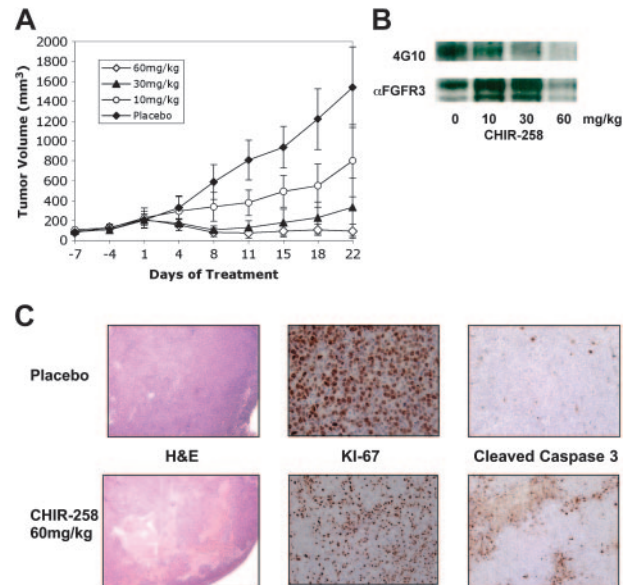 A
Tumor Volume (mm³)
2000
1800
1600
1400
1200
1000
800
600
400
200
0
60mg/kg
30mg/kg
10mg/kg
Placebo
-7 -4 1 4 8 11 15 18 22
Days of Treatment
B
4G10
αFGFR3
0 10 30 60 mg/kg
CHIR-258
C
Placebo
H&E KI-67 Cleaved Caspase 3
CHIR-258
60mg/kg